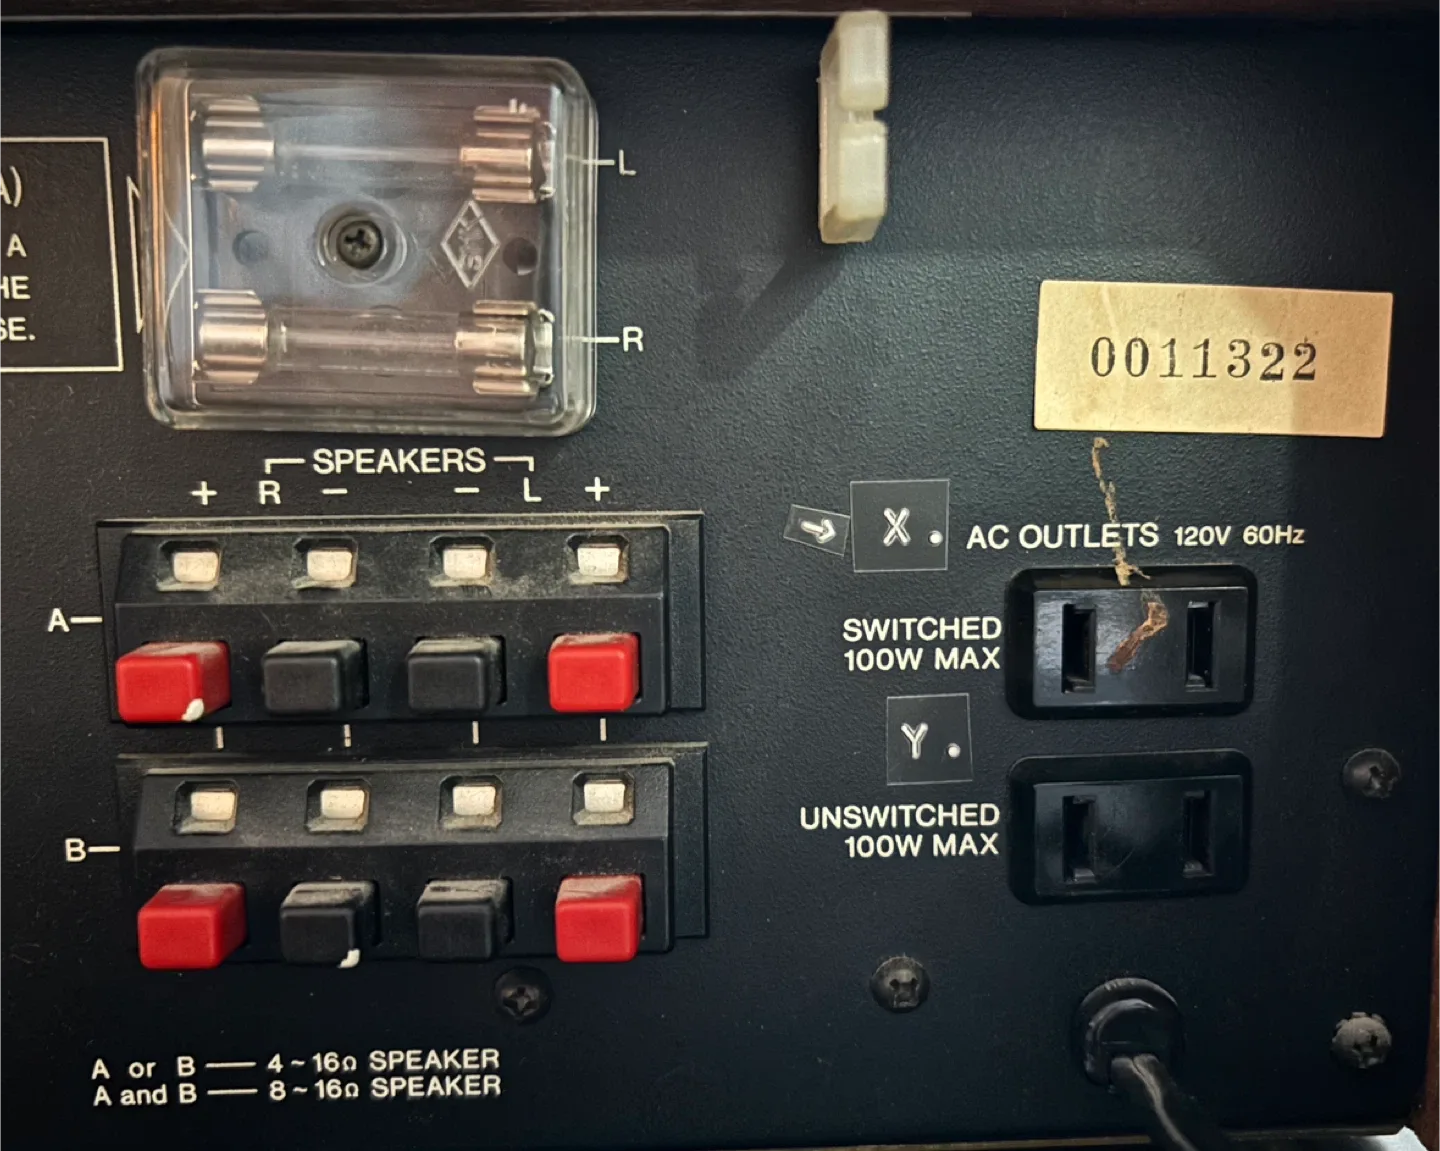 A)
A
HE
SE.
L
R
0011322
SPEAKERS
+ R − − L +
→ X.
AC OUTLETS 120V 60Hz
A
SWITCHED
100W MAX
Y.
UNSWITCHED
100W MAX
B
A or B — 4~16Ω SPEAKER
A and B — 8~16Ω SPEAKER